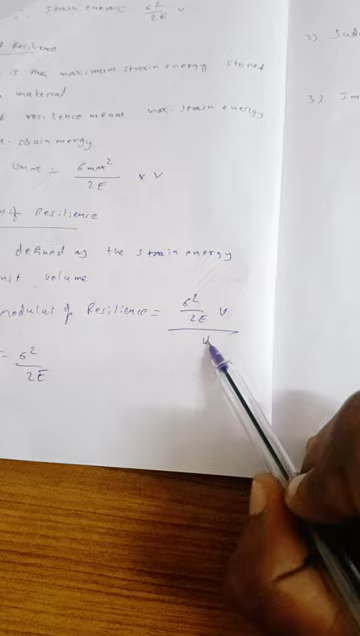 strain energy = σ²/2E V
Resilience
is the maximum strain energy stored
material
resilience means max. strain energy
strain energy
Umax = σmax²/2E × V
of Resilience
defined as the strain energy
unit volume
modulus of Resilience = (σ²/2E V)/V
= σ²/2E
2)
3)